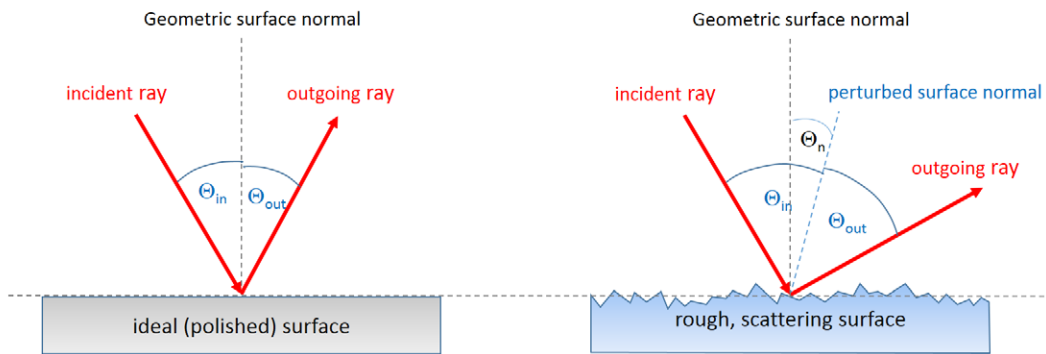 Geometric surface normal
incident ray
outgoing ray
Θin
Θout
ideal (polished) surface
Geometric surface normal
incident ray
perturbed surface normal
Θn
outgoing ray
Θin
Θout
rough, scattering surface